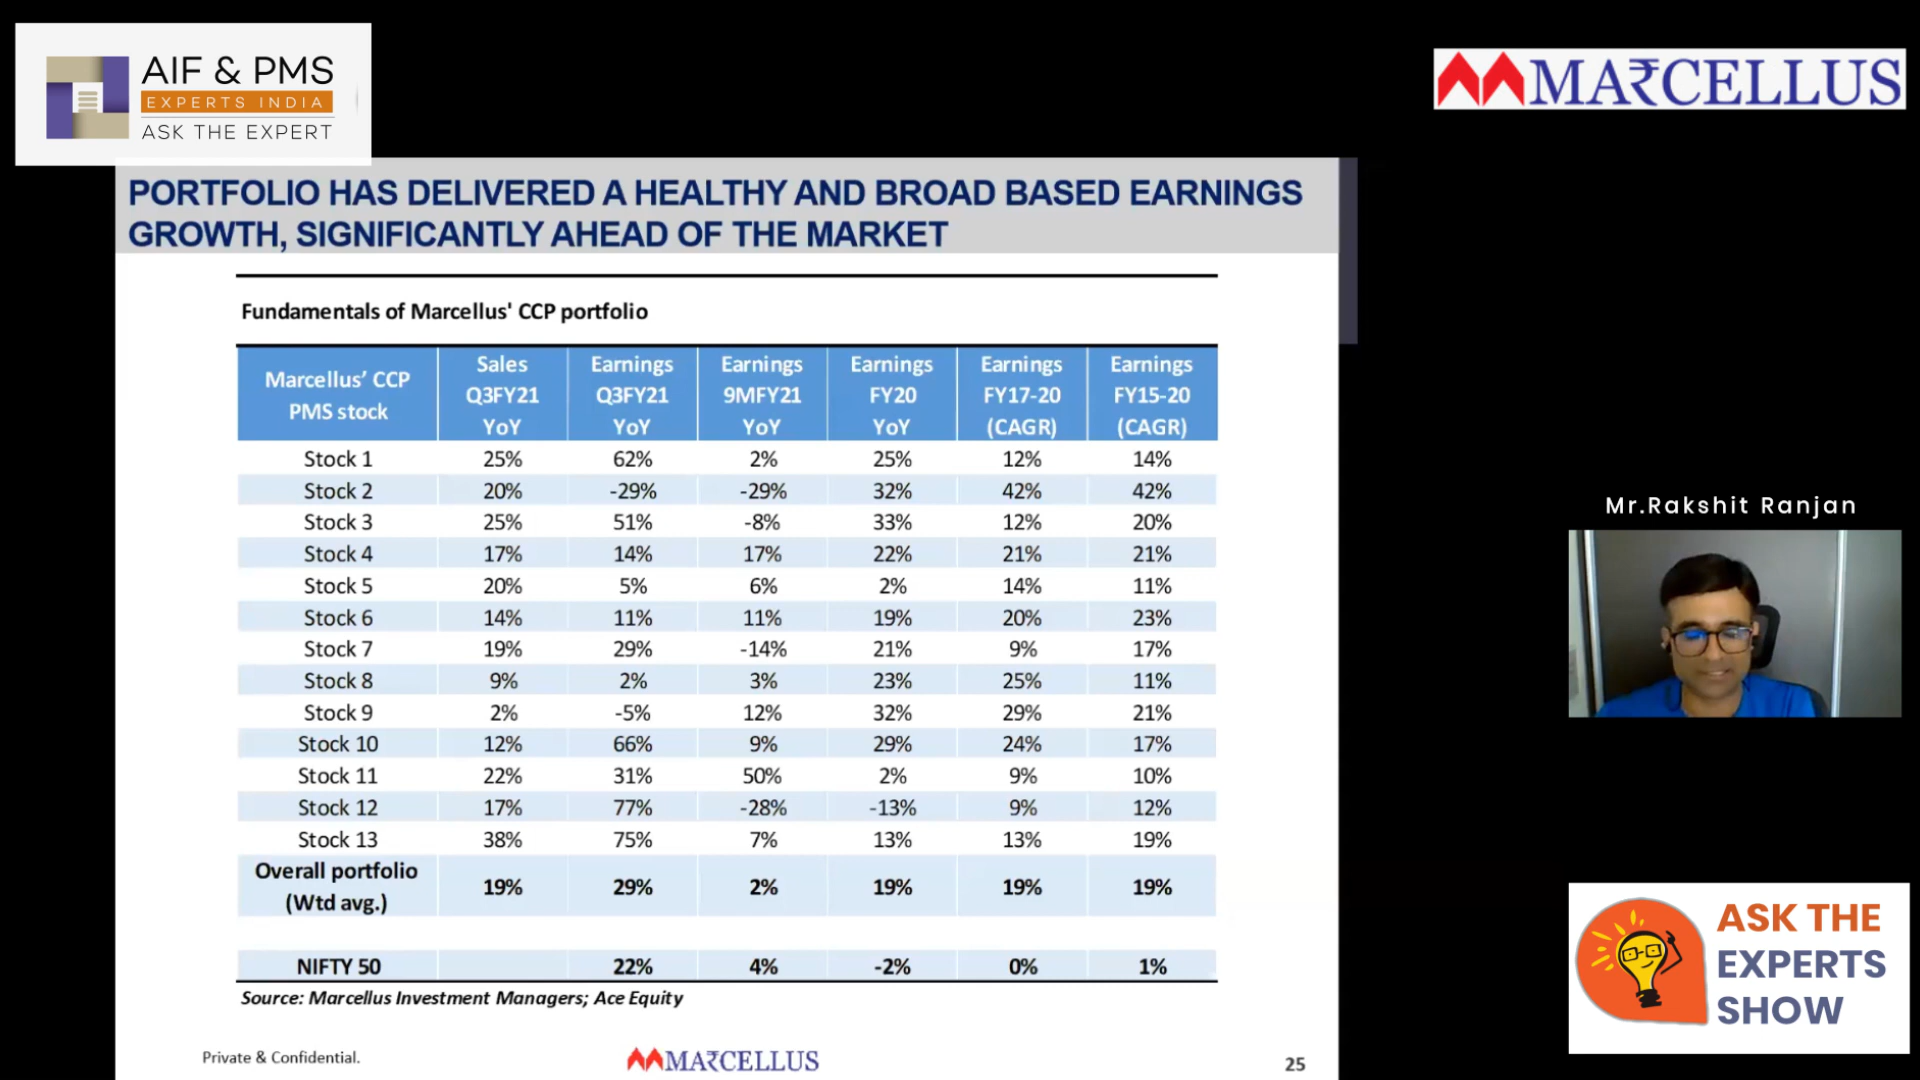 AIF & PMS
EXPERTS INDIA
ASK THE EXPERT
MARCELLUS
PORTFOLIO HAS DELIVERED A HEALTHY AND BROAD BASED EARNINGS
GROWTH, SIGNIFICANTLY AHEAD OF THE MARKET
Fundamentals of Marcellus' CCP portfolio
Marcellus’ CCP PMS stock | Sales Q3FY21 YoY | Earnings Q3FY21 YoY | Earnings 9MFY21 YoY | Earnings FY20 YoY | Earnings FY17-20 (CAGR) | Earnings FY15-20 (CAGR)
Stock 1 25% 62% 2% 25% 12% 14%
Stock 2 20% -29% -29% 32% 42% 42%
Stock 3 25% 51% -8% 33% 12% 20%
Stock 4 17% 14% 17% 22% 21% 21%
Stock 5 20% 5% 6% 2% 14% 11%
Stock 6 14% 11% 11% 19% 20% 23%
Stock 7 19% 29% -14% 21% 9% 17%
Stock 8 9% 2% 3% 23% 25% 11%
Stock 9 2% -5% 12% 32% 29% 21%
Stock 10 12% 66% 9% 29% 24% 17%
Stock 11 22% 31% 50% 2% 9% 10%
Stock 12 17% 77% -28% -13% 9% 12%
Stock 13 38% 75% 7% 13% 13% 19%
Overall portfolio (Wtd avg.) 19% 29% 2% 19% 19% 19%
NIFTY 50 22% 4% -2% 0% 1%
Source: Marcellus Investment Managers; Ace Equity
Private & Confidential.
MARCELLUS
25
Mr.Rakshit Ranjan
ASK THE
EXPERTS
SHOW